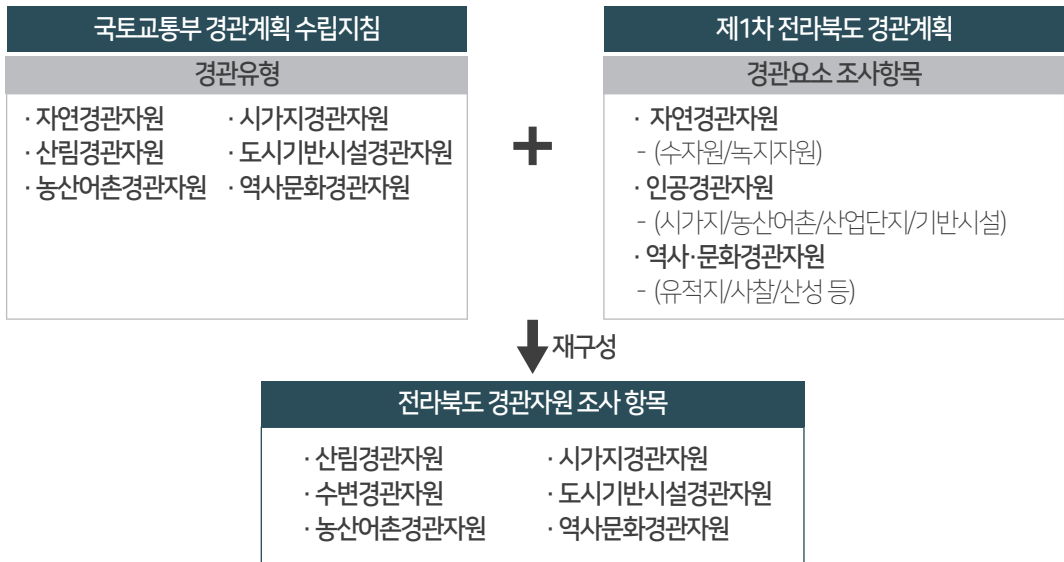 국토교통부 경관계획 수립지침
경관유형
· 자연경관자원 · 시가지경관자원
· 산림경관자원 · 도시기반시설경관자원
· 농산어촌경관자원 · 역사문화경관자원
+
제1차 전라북도 경관계획
경관요소 조사항목
· 자연경관자원
- (수자원/녹지자원)
· 인공경관자원
- (시가지/농산어촌/산업단지/기반시설)
· 역사·문화경관자원
- (유적지/사찰/산성 등)
재구성
전라북도 경관자원 조사 항목
· 산림경관자원 · 시가지경관자원
· 수변경관자원 · 도시기반시설경관자원
· 농산어촌경관자원 · 역사문화경관자원